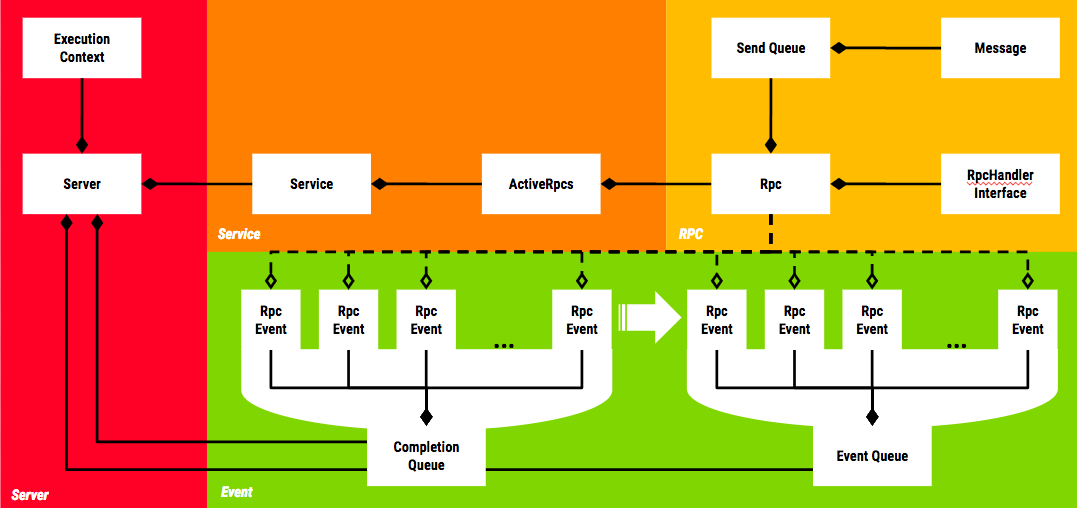 Execution
Context
Send Queue
Message
Server
Service
ActiveRpcs
Rpc
RpcHandler
Interface
Service
RPC
Rpc
Event
Rpc
Event
Rpc
Event
...
Rpc
Event
Rpc
Event
Rpc
Event
Rpc
Event
...
Rpc
Event
Completion
Queue
Event Queue
Server
Event